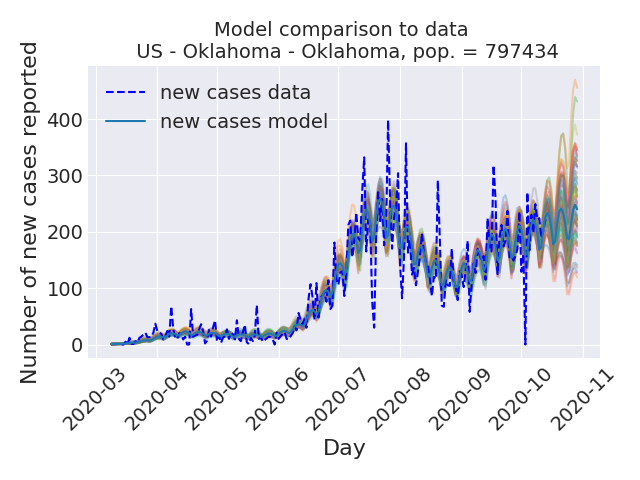 Model comparison to data
US - Oklahoma - Oklahoma, pop. = 797434
Number of new cases reported
new cases data
new cases model
400
300
200
100
0
2020-03
2020-04
2020-05
2020-06
2020-07
2020-08
2020-09
2020-10
2020-11
Day